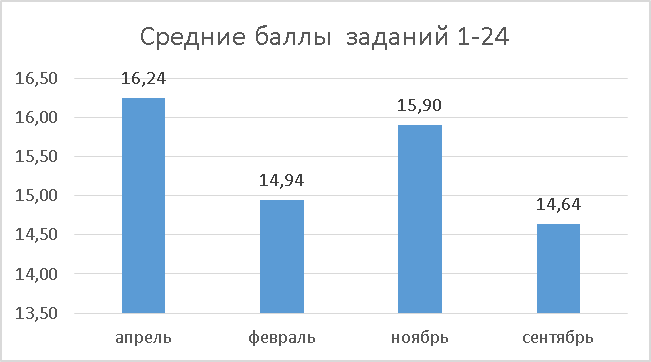 Средние баллы  заданий 1-24
16,50
16,00
15,50
15,00
14,50
14,00
13,50
16,24
14,94
15,90
14,64
апрель
февраль
ноябрь
сентябрь